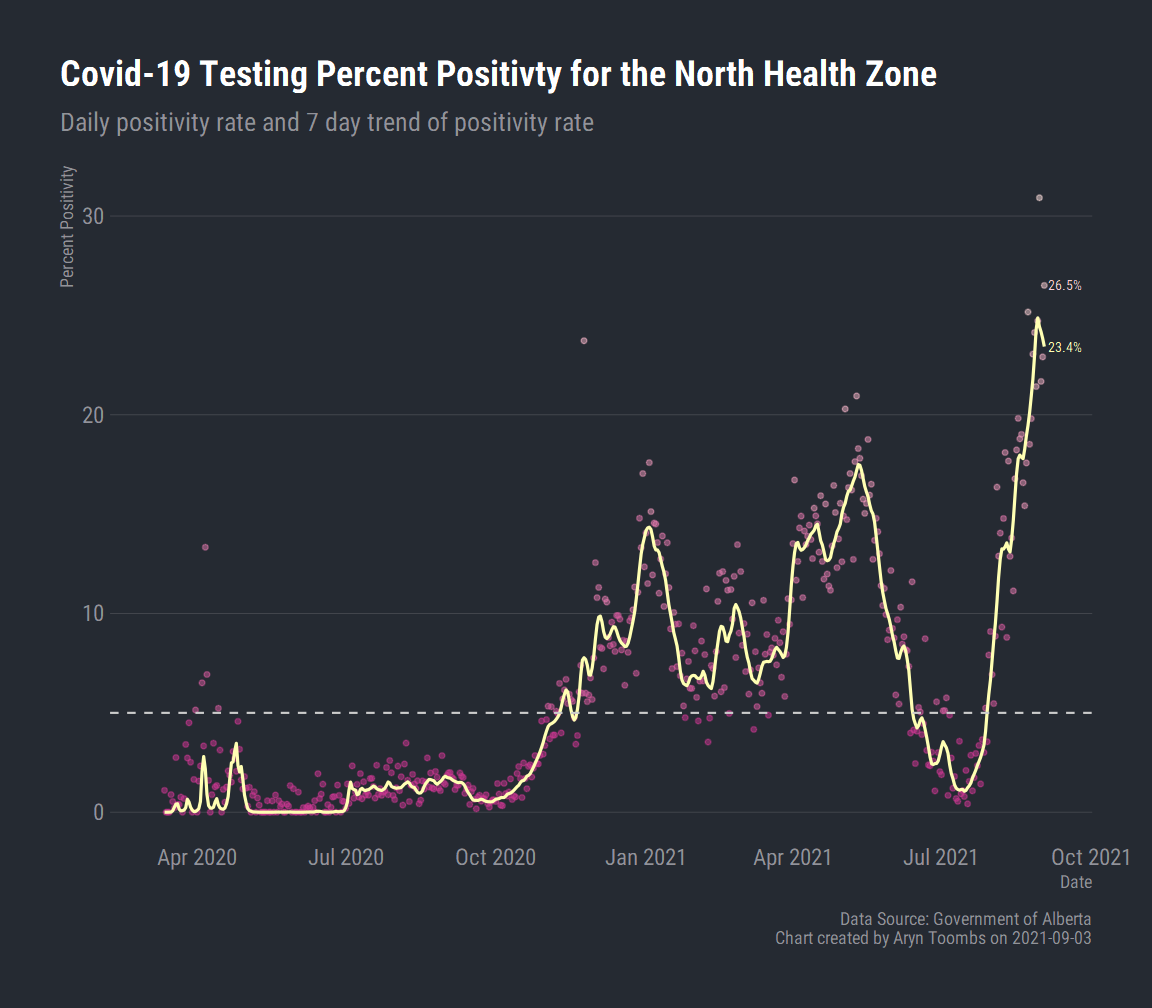 Covid-19 Testing Percent Positivty for the North Health Zone
Daily positivity rate and 7 day trend of positivity rate
Percent Positivity
30
26.5%
23.4%
20
10
0
Apr 2020 Jul 2020 Oct 2020 Jan 2021 Apr 2021 Jul 2021 Oct 2021
Date
Data Source: Government of Alberta
Chart created by Aryn Toombs on 2021-09-03